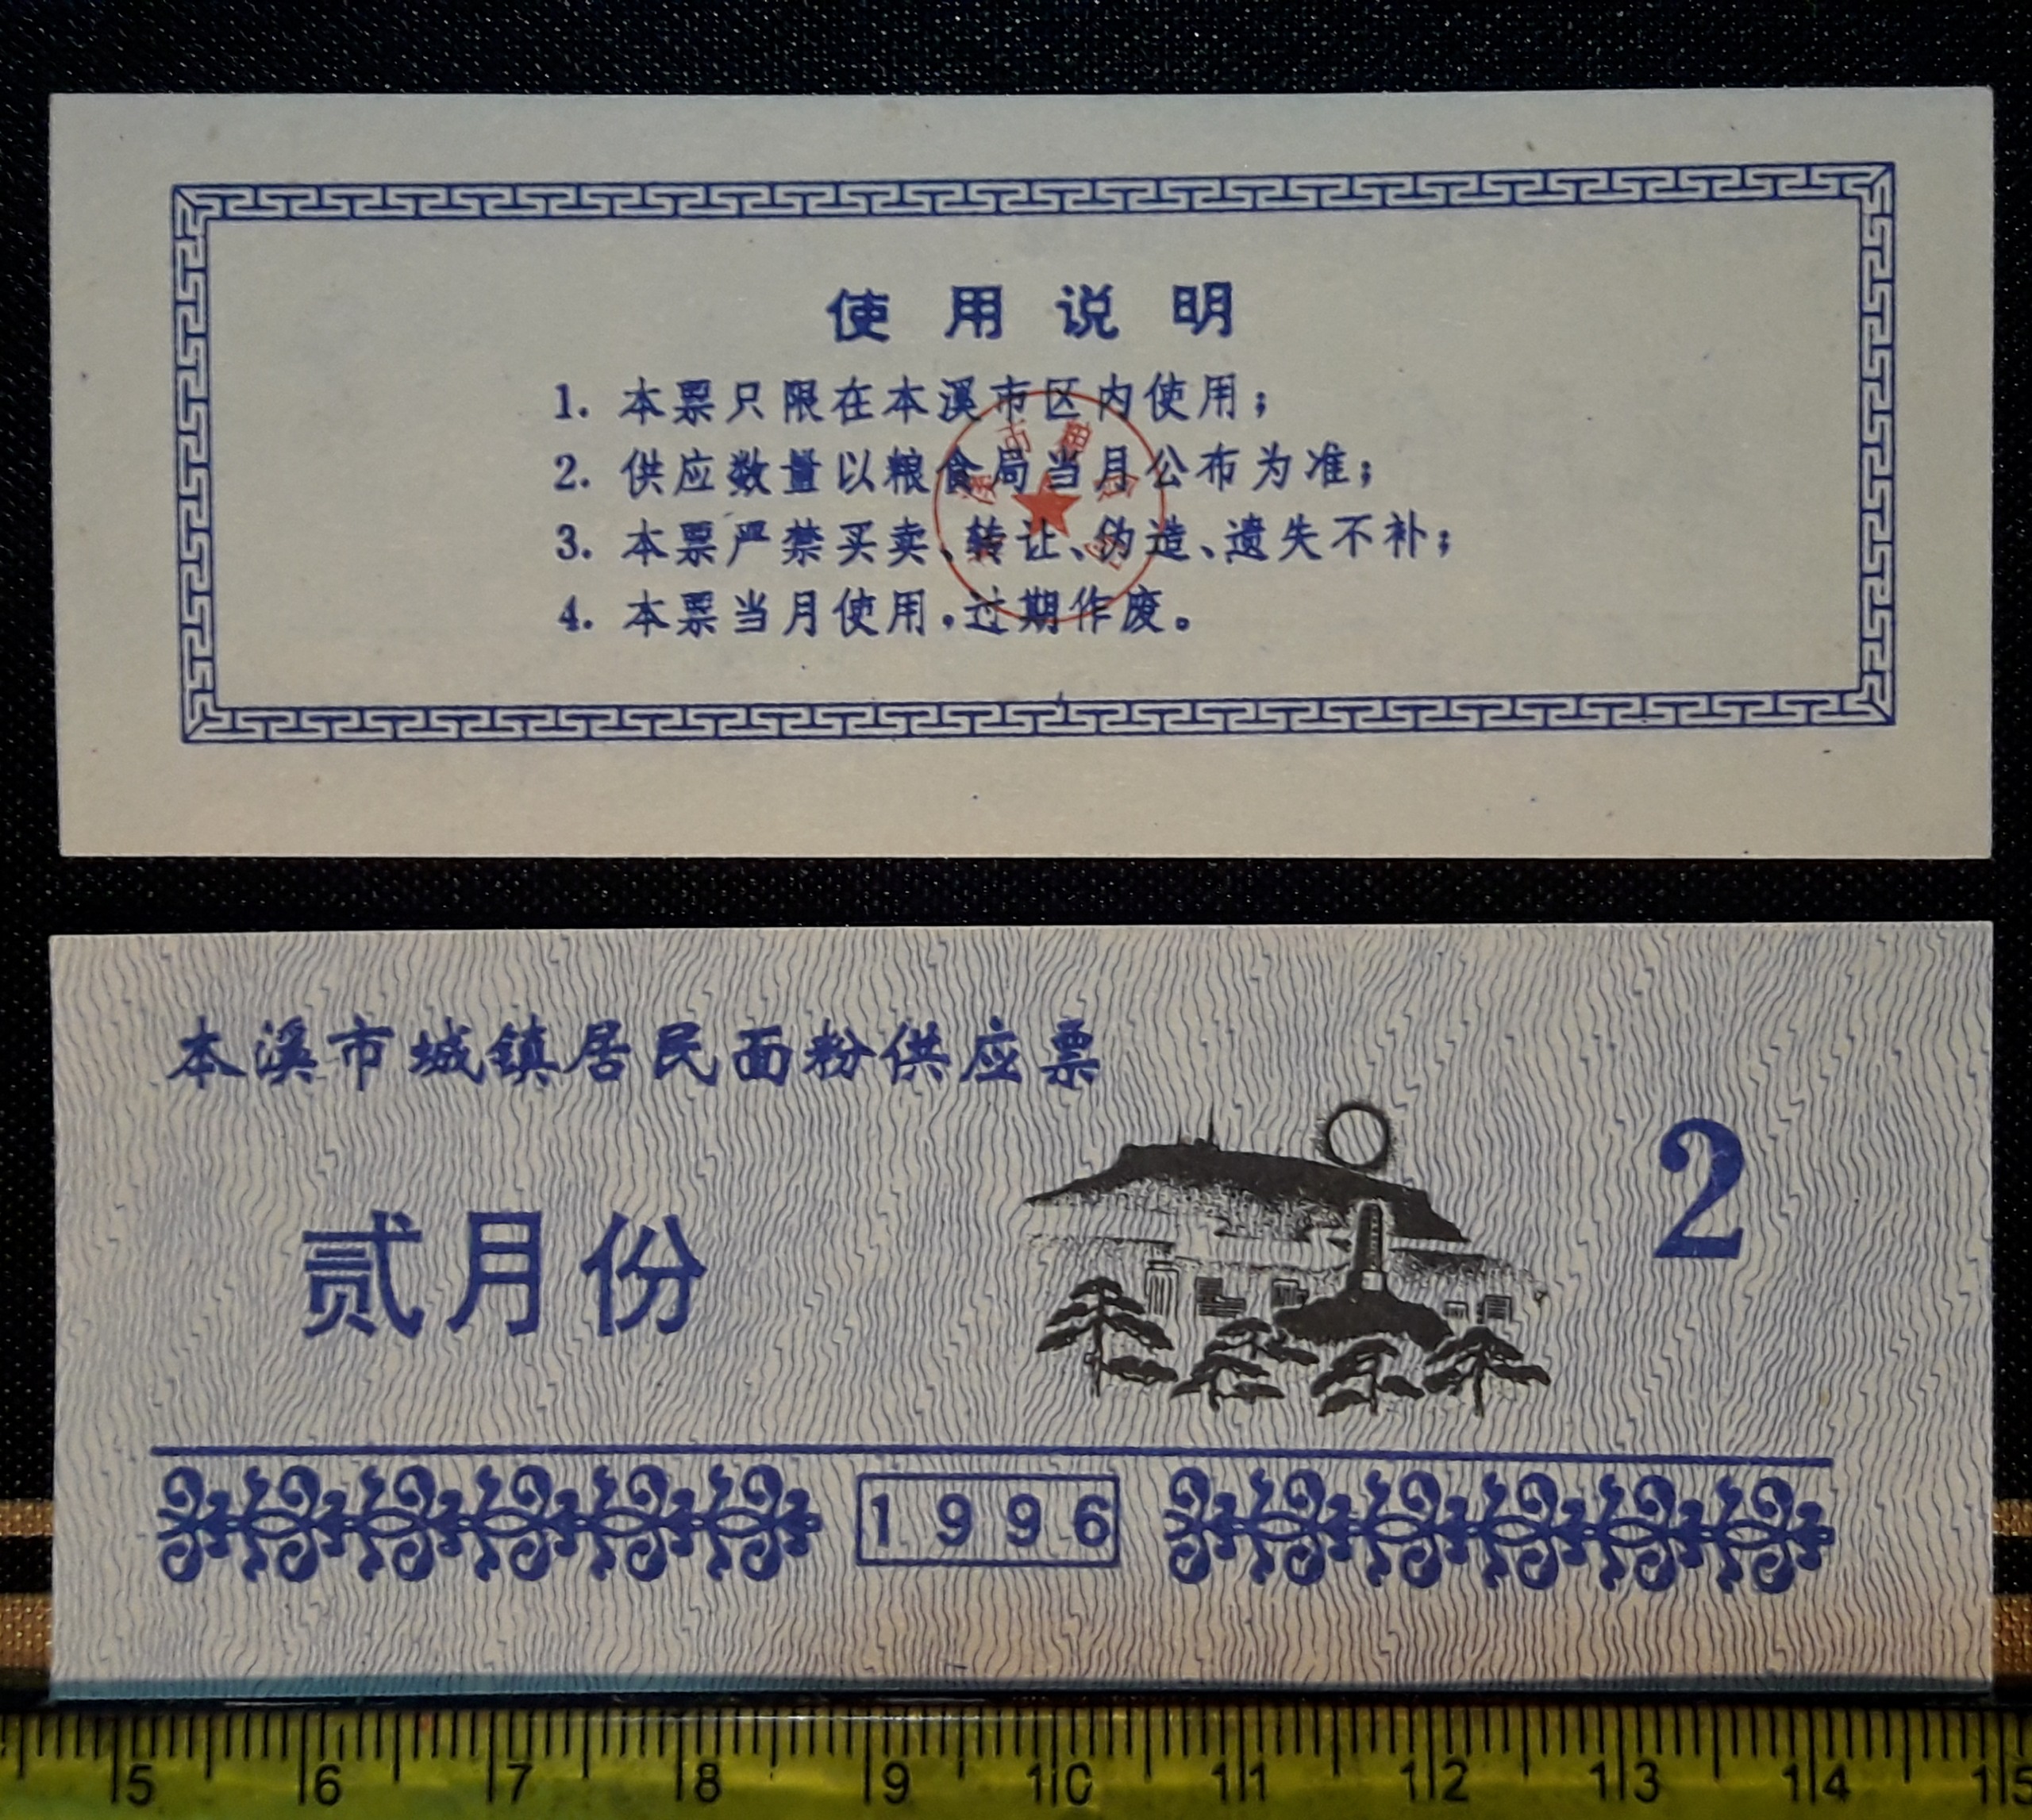 使用说明
1. 本票只限在本溪市区内使用；
2. 供应数量以粮食局当月公布为准；
3. 本票严禁买卖、转让、伪造、遗失不补；
4. 本票当月使用，过期作废。
本溪市城镇居民面粉供应票
贰月份
2
1996
5 6 7 8 9 10 11 12 13 14 15